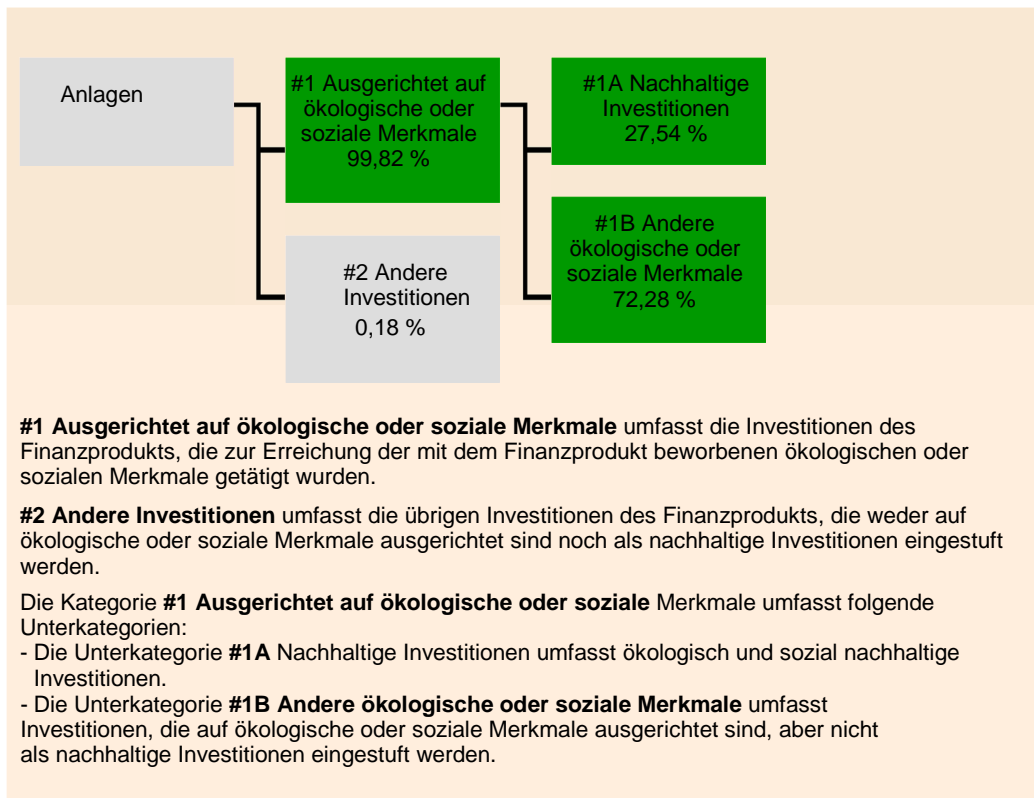 Anlagen
#1 Ausgerichtet auf
ökologische oder
soziale Merkmale
99,82 %
#2 Andere
Investitionen
0,18 %
#1A Nachhaltige
Investitionen
27,54 %
#1B Andere
ökologische oder
soziale Merkmale
72,28 %
#1 Ausgerichtet auf ökologische oder soziale Merkmale umfasst die Investitionen des
Finanzprodukts, die zur Erreichung der mit dem Finanzprodukt beworbenen ökologischen oder
sozialen Merkmale getätigt wurden.
#2 Andere Investitionen umfasst die übrigen Investitionen des Finanzprodukts, die weder auf
ökologische oder soziale Merkmale ausgerichtet sind noch als nachhaltige Investitionen eingestuft
werden.
Die Kategorie #1 Ausgerichtet auf ökologische oder soziale Merkmale umfasst folgende
Unterkategorien:
- Die Unterkategorie #1A Nachhaltige Investitionen umfasst ökologisch und sozial nachhaltige
Investitionen.
- Die Unterkategorie #1B Andere ökologische oder soziale Merkmale umfasst
Investitionen, die auf ökologische oder soziale Merkmale ausgerichtet sind, aber nicht
als nachhaltige Investitionen eingestuft werden.